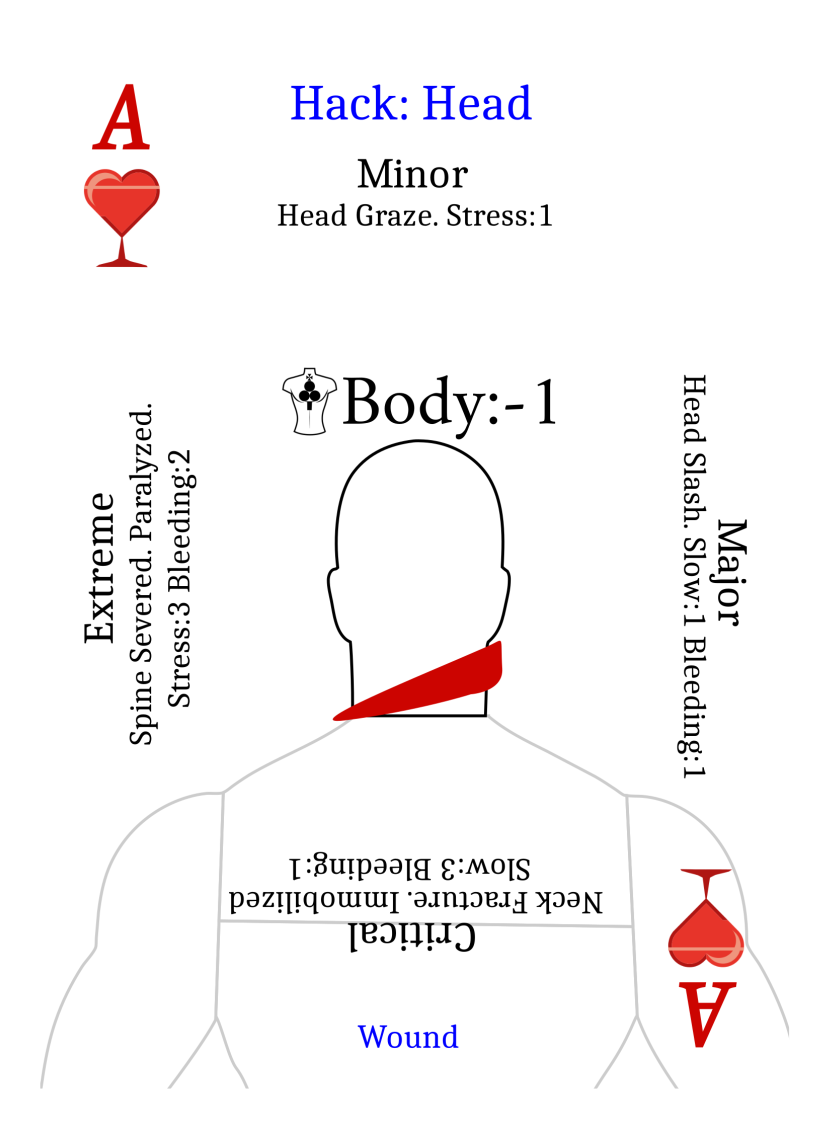 A
Hack: Head
Minor
Head Graze. Stress:1
Body:-1
Extreme
Spine Severed. Paralyzed.
Stress:3 Bleeding:2
Major
Head Slash. Slow:1 Bleeding:1
Critical
Neck Fracture. Immobilized
Slow:3 Bleeding:1
A
Wound